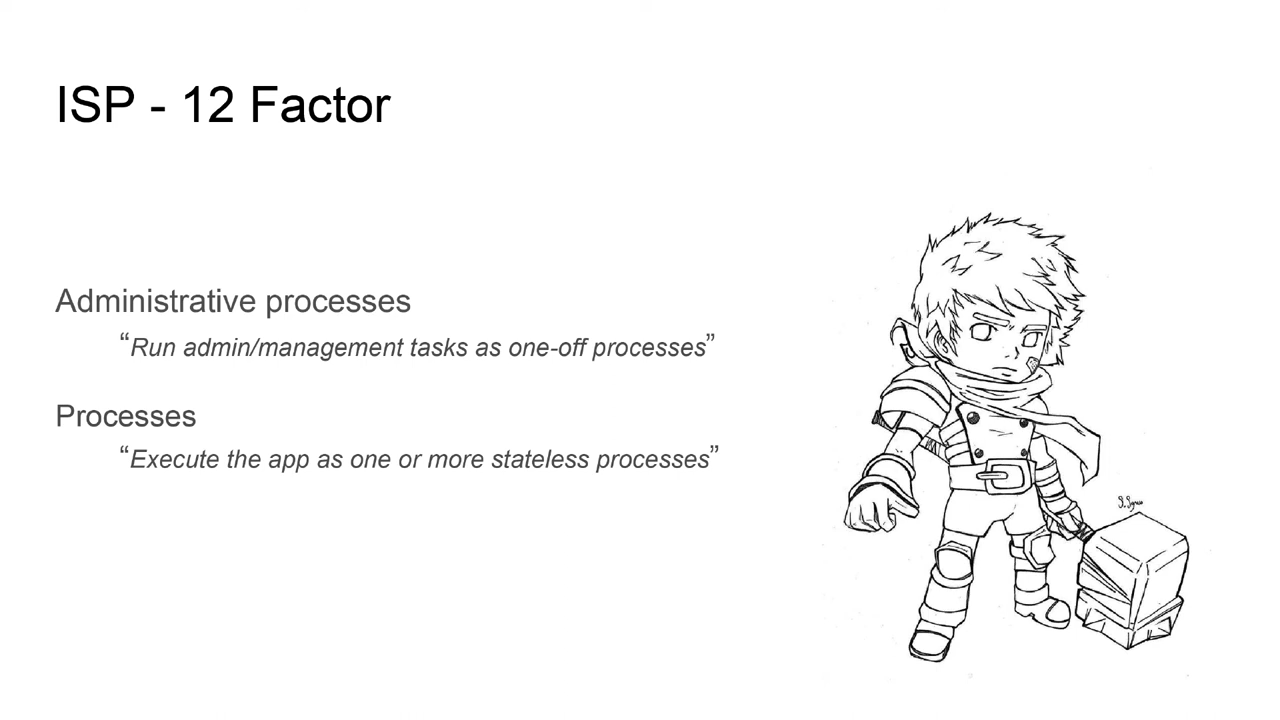 ISP - 12 Factor
Administrative processes
“Run admin/management tasks as one-off processes”
Processes
“Execute the app as one or more stateless processes”